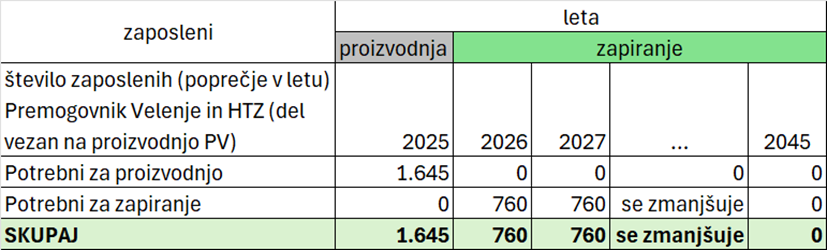 zaposleni leta
proizvodnja zapiranje
število zaposlenih (poprečje v letu)
Premogovnik Velenje in HTZ (del
vezan na proizvodnjo PV) 2025 2026 2027 ... 2045
Potrebni za proizvodnjo 1.645 0 0 0 0
Potrebni za zapiranje 0 760 760 se zmanjšuje 0
SKUPAJ 1.645 760 760 se zmanjšuje 0